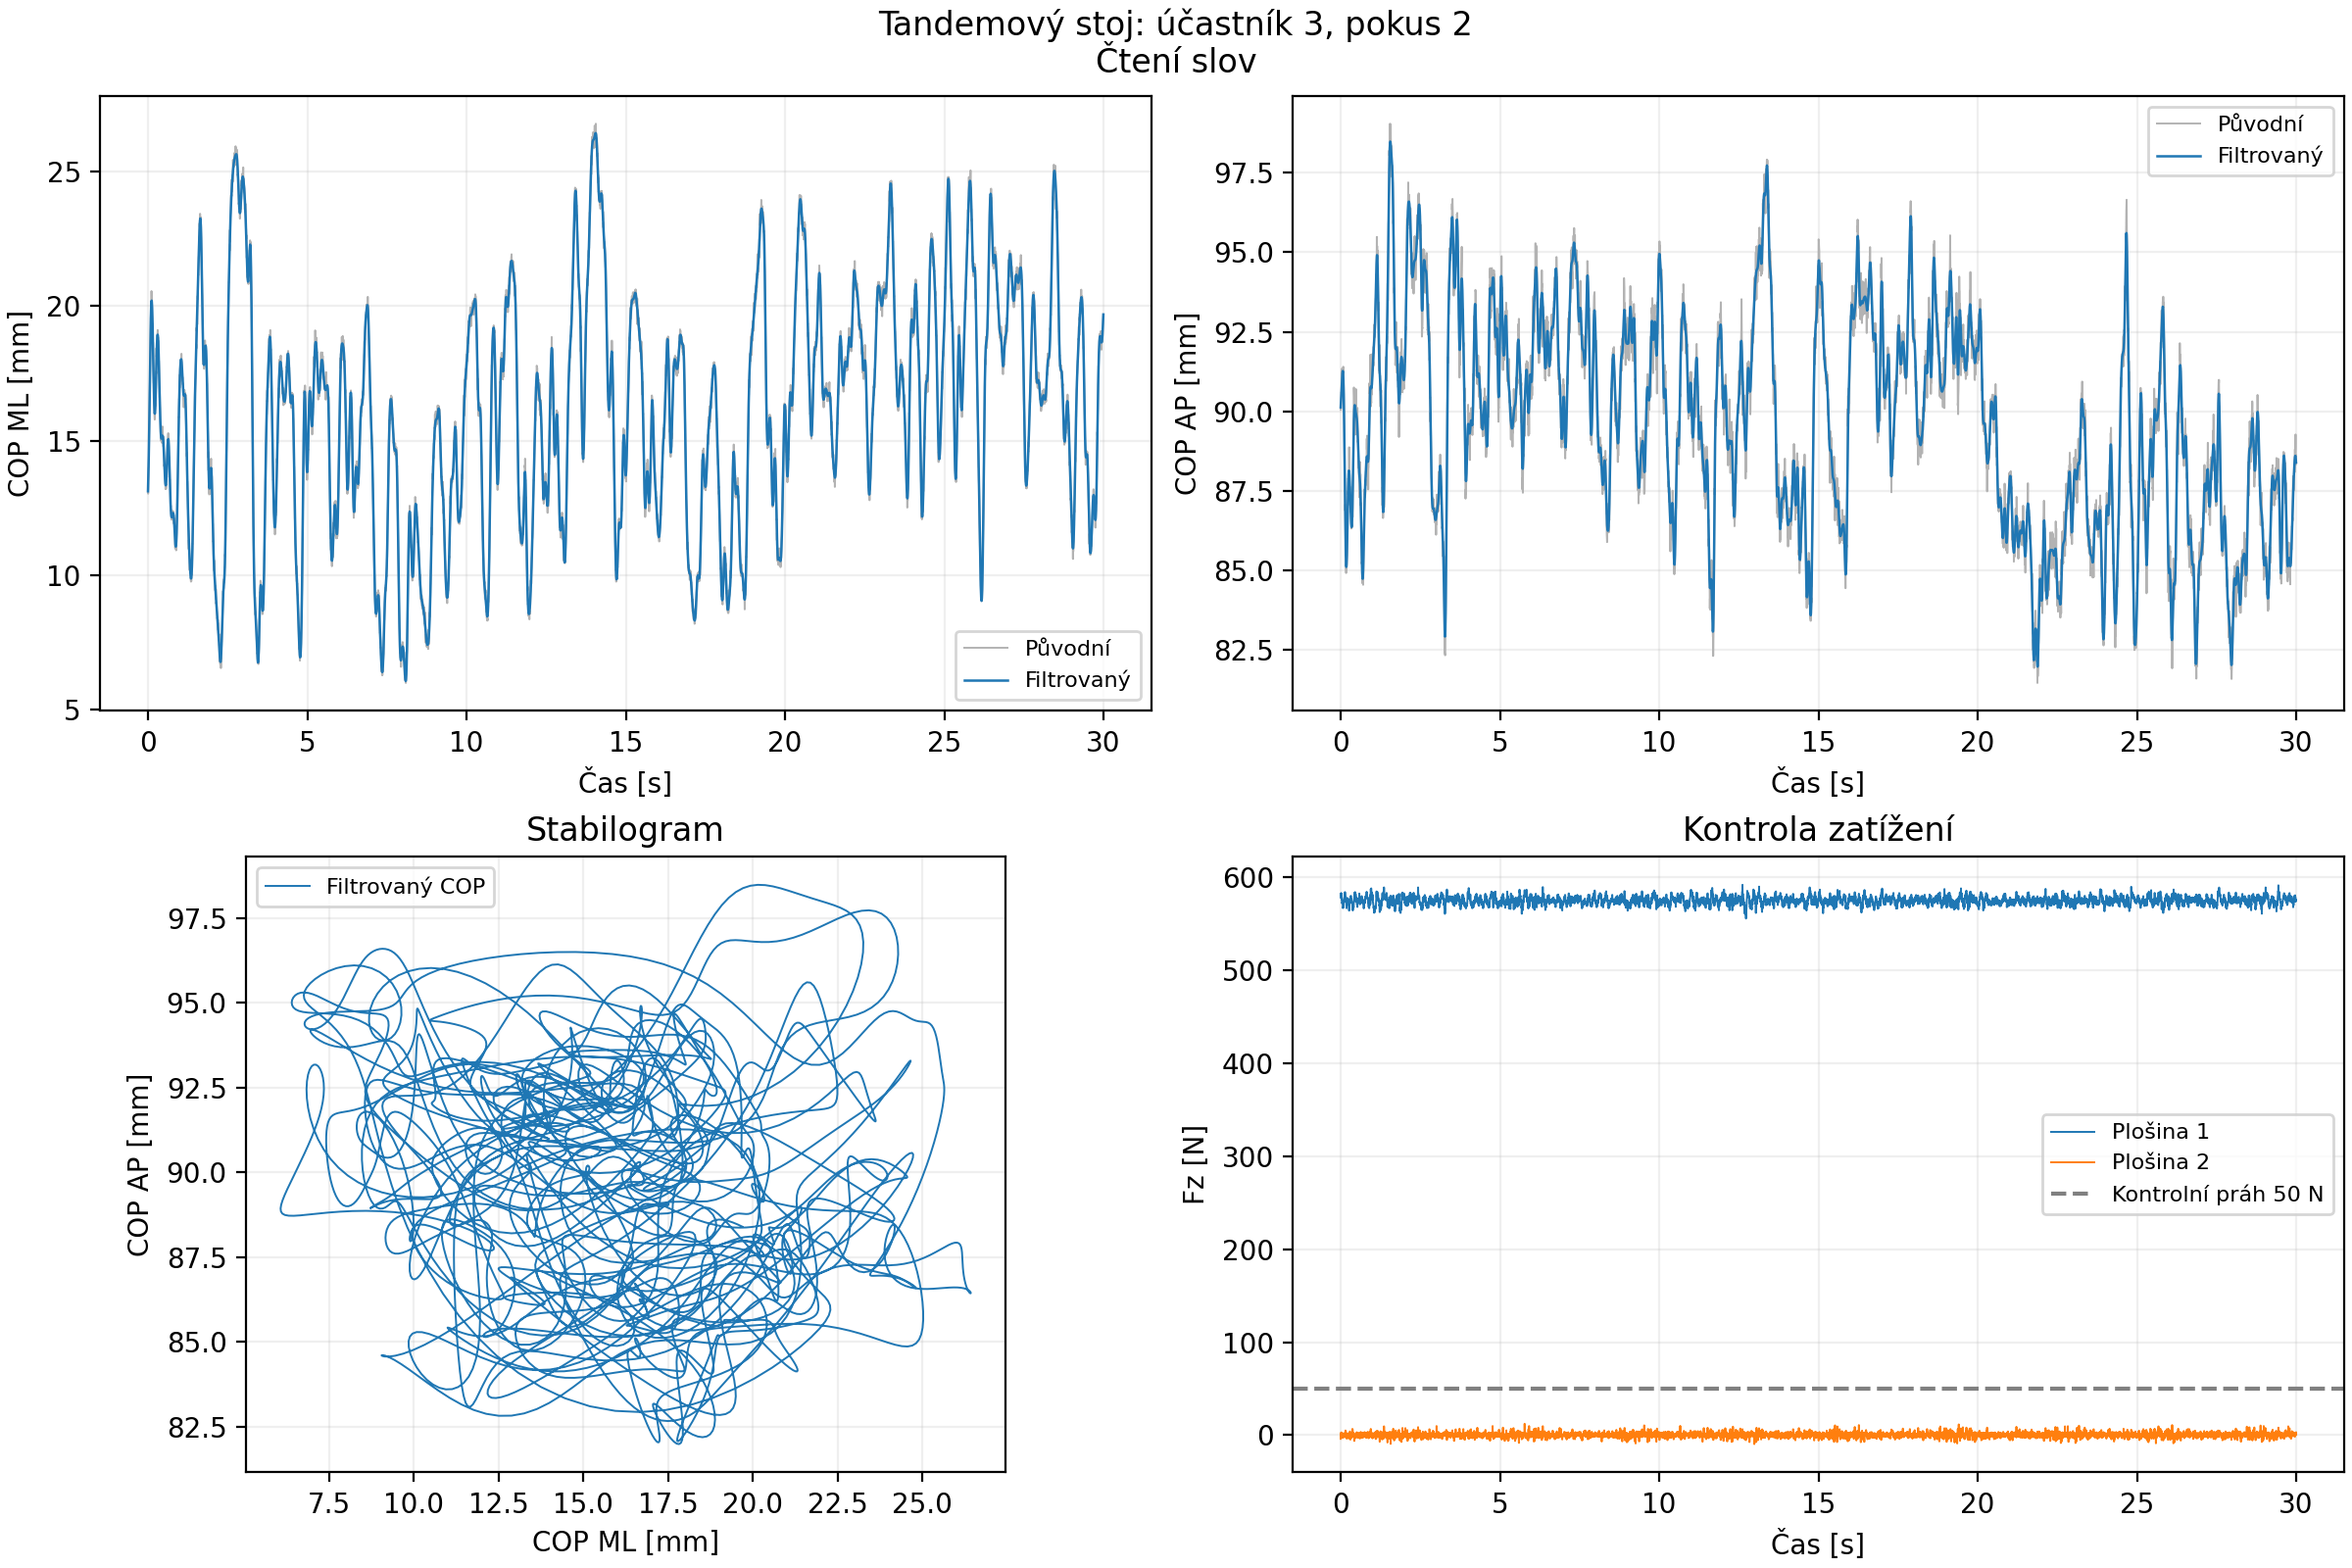 Tandemový stoj: účastník 3, pokus 2
Čtení slov
COP ML [mm]
25
20
15
10
5
0 5 10 15 20 25 30
Čas [s]
Původní
Filtrovaný
COP AP [mm]
97.5
95.0
92.5
90.0
87.5
85.0
82.5
0 5 10 15 20 25 30
Čas [s]
Původní
Filtrovaný
Stabilogram
Filtrovaný COP
COP AP [mm]
97.5
95.0
92.5
90.0
87.5
85.0
82.5
7.5 10.0 12.5 15.0 17.5 20.0 22.5 25.0
COP ML [mm]
Kontrola zatížení
Fz [N]
600
500
400
300
200
100
0
Plošina 1
Plošina 2
Kontrolní práh 50 N
0 5 10 15 20 25 30
Čas [s]